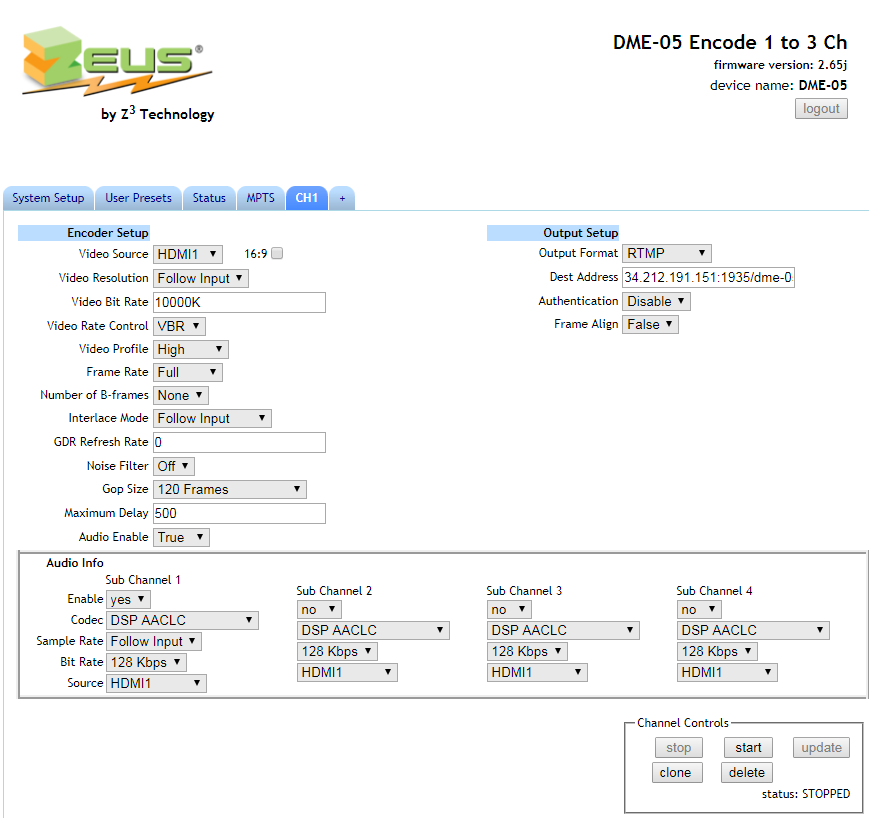 ZEUS®
by Z3 Technology
DME-05 Encode 1 to 3 Ch
firmware version: 2.65j
device name: DME-05
logout
System Setup User Presets Status MPTS CH1 +
Encoder Setup
Video Source HDMI1 16:9
Video Resolution Follow Input
Video Bit Rate 10000K
Video Rate Control VBR
Video Profile High
Frame Rate Full
Number of B-frames None
Interlace Mode Follow Input
GDR Refresh Rate 0
Noise Filter Off
Gop Size 120 Frames
Maximum Delay 500
Audio Enable True
Output Setup
Output Format RTMP
Dest Address 34.212.191.151:1935/dme-0
Authentication Disable
Frame Align False
Audio Info
Sub Channel 1
Enable yes
Codec DSP AACLC
Sample Rate Follow Input
Bit Rate 128 Kbps
Source HDMI1
Sub Channel 2
no
DSP AACLC
128 Kbps
HDMI1
Sub Channel 3
no
DSP AACLC
128 Kbps
HDMI1
Sub Channel 4
no
DSP AACLC
128 Kbps
HDMI1
Channel Controls
stop start update
clone delete
status: STOPPED